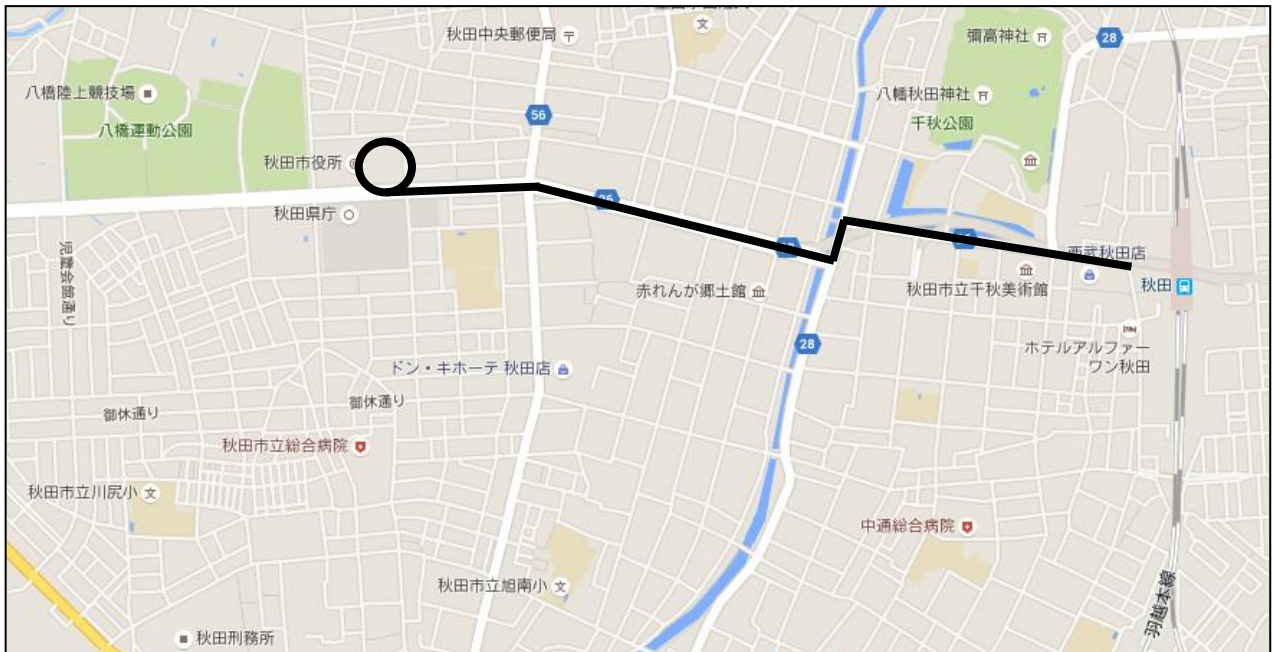 秋田中央郵便局
彌高神社
28
八橋陸上競技場
八幡秋田神社
56
千秋公園
八橋運動公園
秋田市役所
26
秋田県庁
児童会館通り
西武秋田店
秋田市立千秋美術館
秋田
赤れんが郷土館
28
ホテルアルファー
ワン秋田
ドン・キホーテ 秋田店
御休通り
御休通り
秋田市立総合病院
秋田市立川尻小
中通総合病院
秋田市立旭南小
羽越本線
秋田刑務所